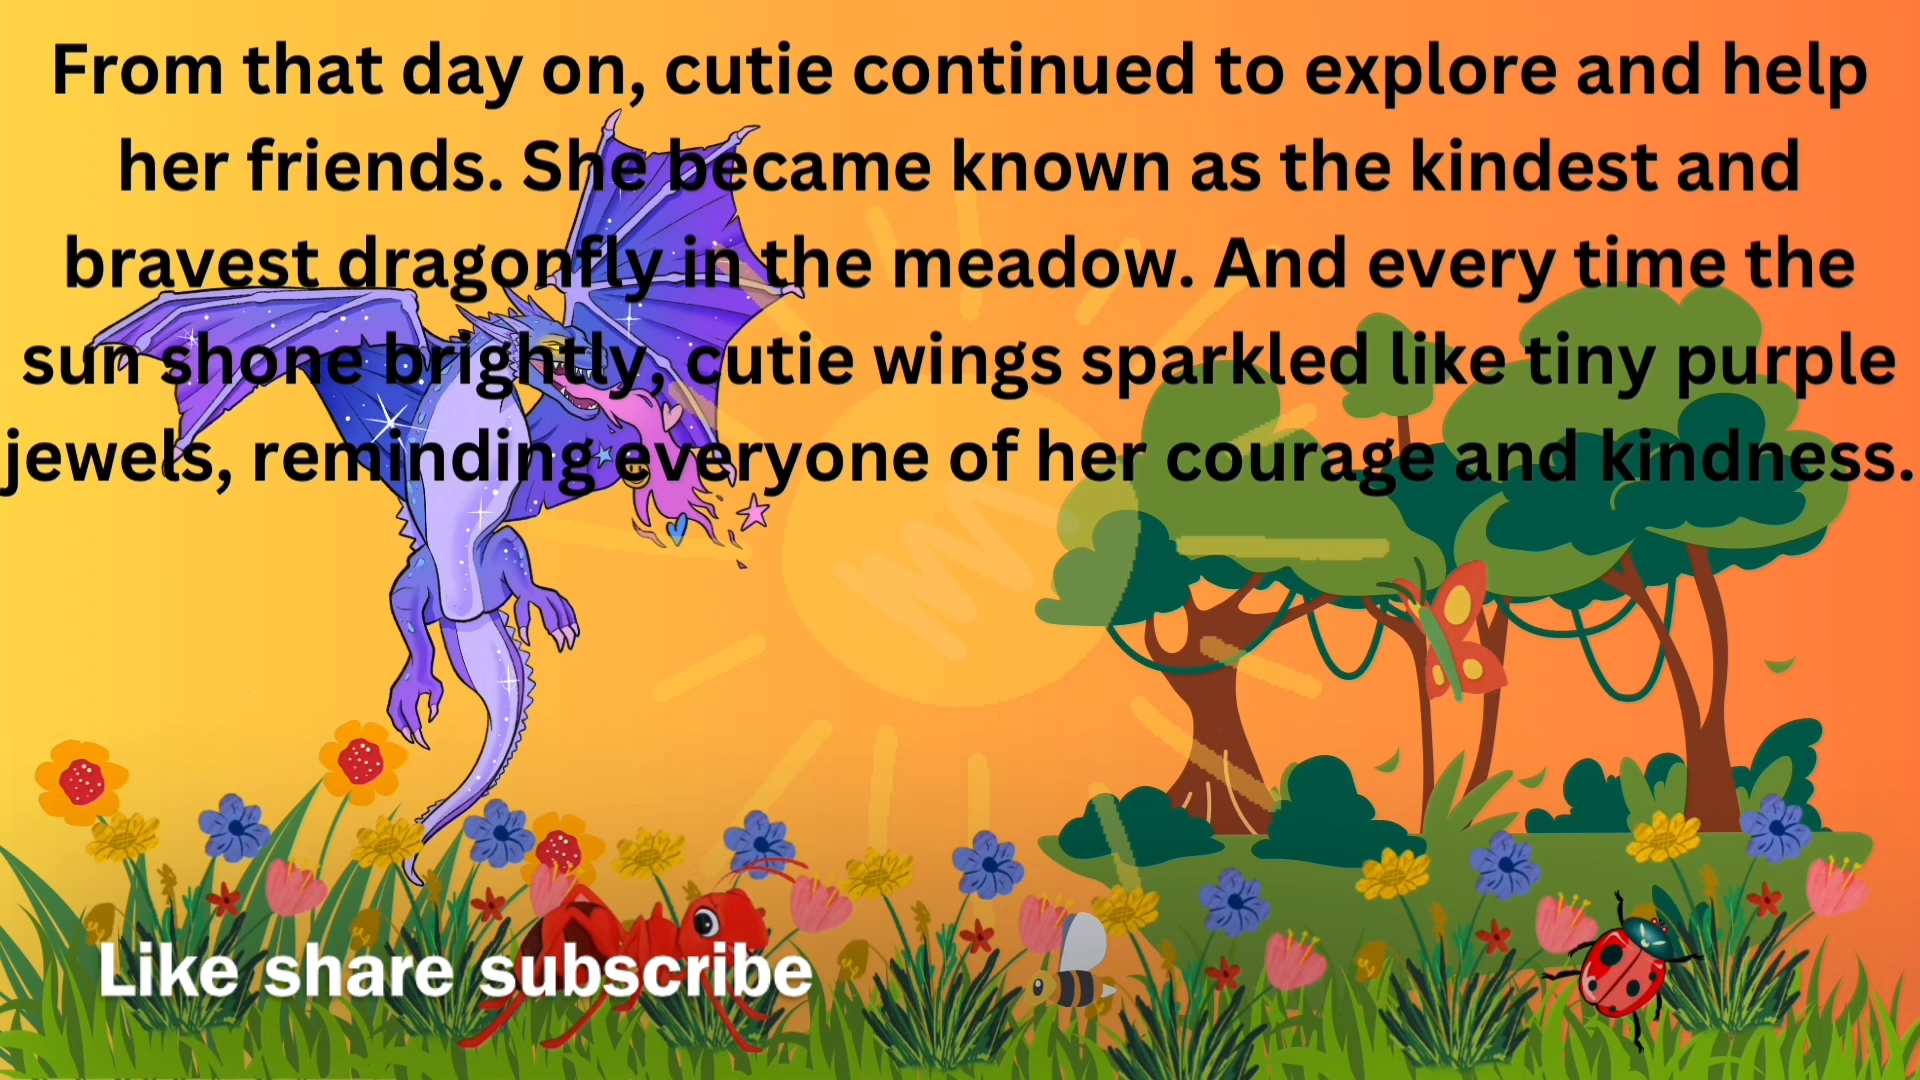 From that day on, cutie continued to explore and help
her friends. She became known as the kindest and
bravest dragonfly in the meadow. And every time the
sun shone brightly, cutie wings sparkled like tiny purple
jewels, reminding everyone of her courage and kindness.
Like share subscribe